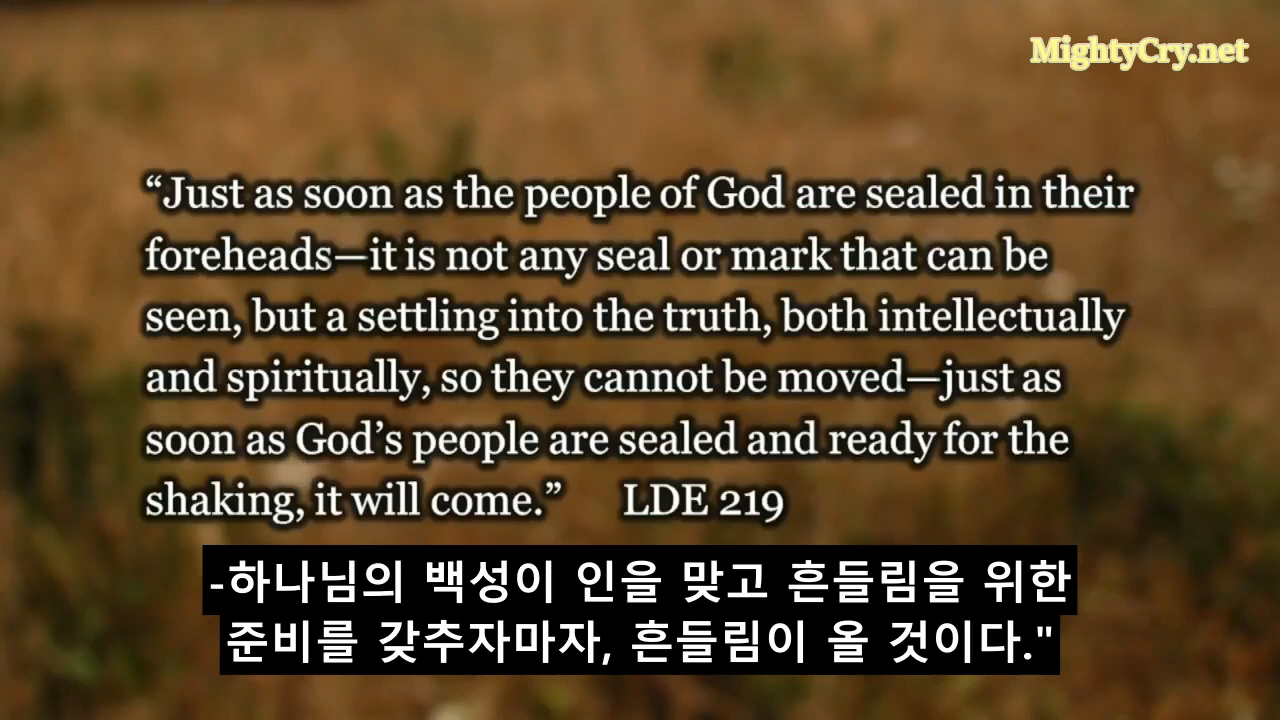 MightyCry.net
“Just as soon as the people of God are sealed in their
foreheads—it is not any seal or mark that can be
seen, but a settling into the truth, both intellectually
and spiritually, so they cannot be moved—just as
soon as God’s people are sealed and ready for the
shaking, it will come.” LDE 219
-하나님의 백성이 인을 맞고 흔들림을 위한
준비를 갖추자마자, 흔들림이 올 것이다."